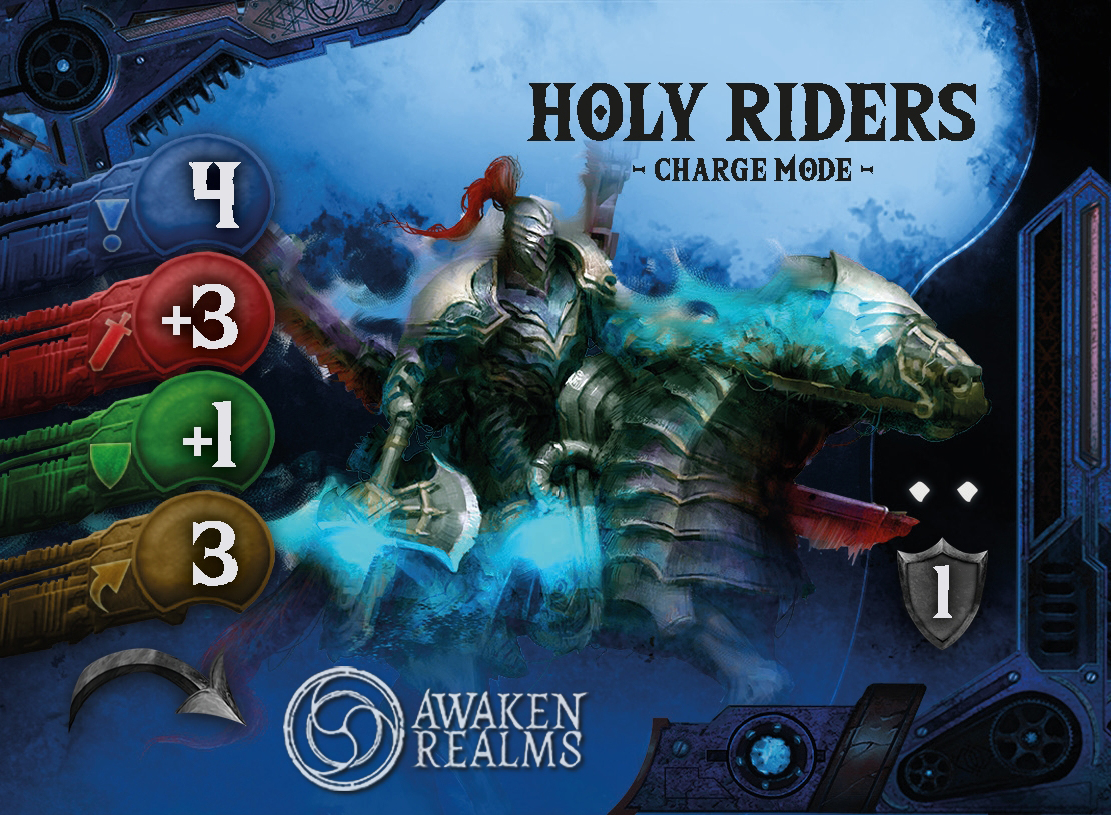 HOLY RIDERS
- CHARGE MODE -
4
+3
+1
3
1
AWAKEN
REALMS